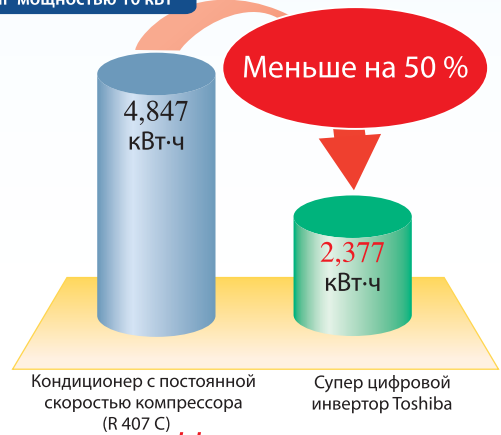 мощностью 10 кВт
Меньше на 50 %
4,847
кВт·ч
2,377
кВт·ч
Кондиционер с постоянной
скоростью компрессора
(R 407 C)
Супер цифровой
инвертор Toshiba